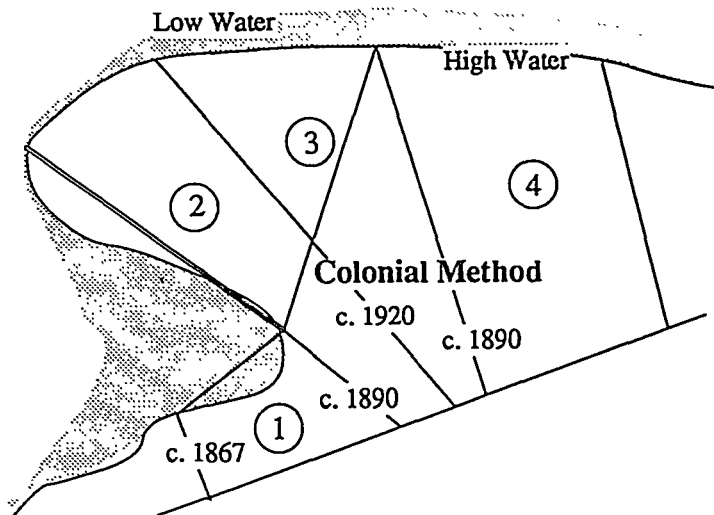 Low Water
High Water
3
4
2
Colonial Method
c. 1920
c. 1890
c. 1890
1
c. 1867